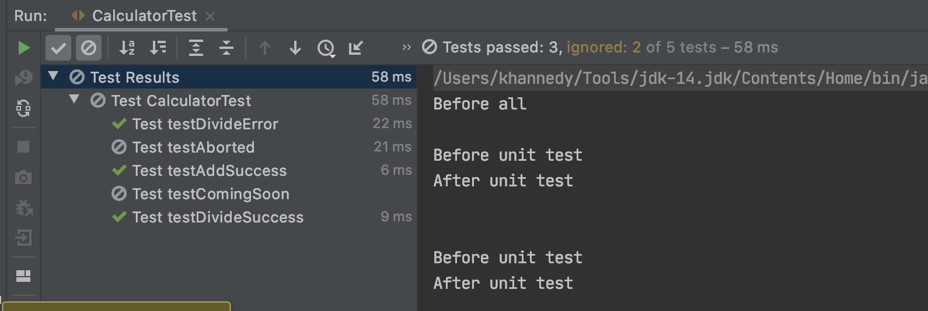 Run: CalculatorTest
Tests passed: 3, ignored: 2 of 5 tests – 58 ms
Test Results 58 ms
Test CalculatorTest 58 ms
Test testDivideError 22 ms
Test testAborted 21 ms
Test testAddSuccess 6 ms
Test testComingSoon
Test testDivideSuccess 9 ms
/Users/khannedy/Tools/jdk-14.jdk/Contents/Home/bin/ja
Before all
Before unit test
After unit test
Before unit test
After unit test